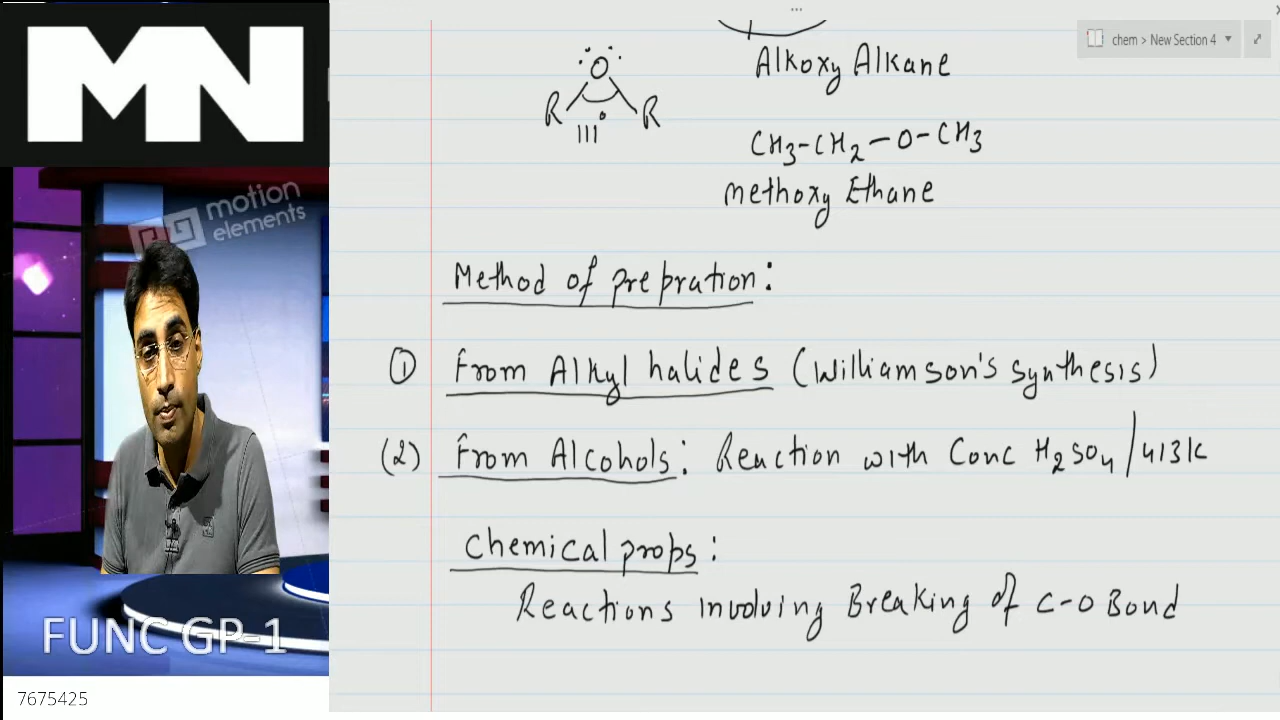 MN
chem > New Section 4
O
R R
111°
Alkoxy Alkane
CH3-CH2-O-CH3
methoxy Ethane
motion
elements
Method of prepration:
① From Alkyl halides (Williamson's synthesis)
(2) From Alcohols: Reaction with Conc H2SO4/413K
Chemical props:
Reactions involving Breaking of C-O Bond
FUNC GP-1
7675425